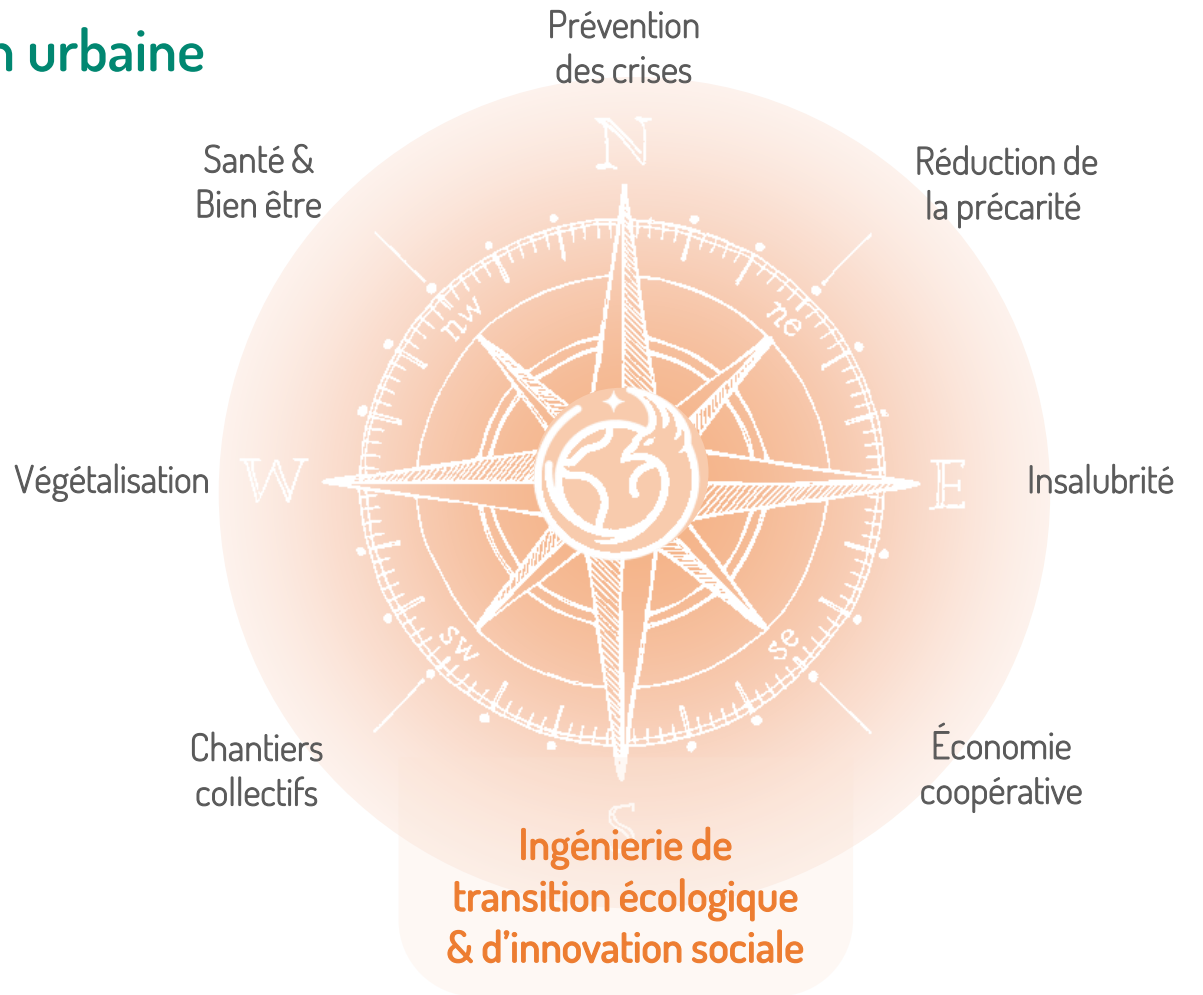 n urbaine
Prévention
des crises
N
Santé &
Bien être
Réduction de
la précarité
nw
ne
Végétalisation
W
E
Insalubrité
sw
se
Chantiers
collectifs
Économie
coopérative
S
Ingénierie de
transition écologique
& d’innovation sociale